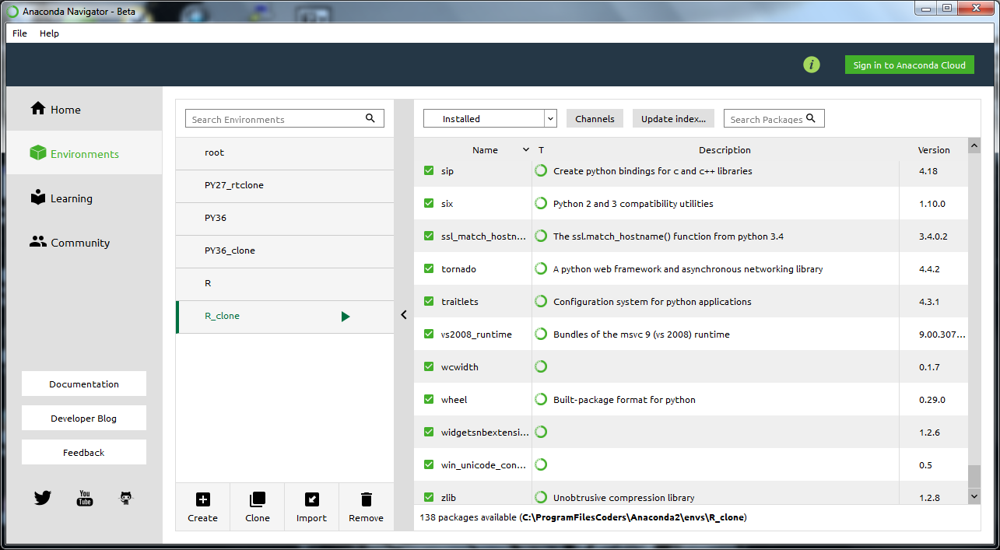 Anaconda Navigator - Beta
File Help
i Sign in to Anaconda Cloud
Home
Environments
Learning
Community
Documentation
Developer Blog
Feedback
You Tube
Search Environments
root
PY27_rtclone
PY36
PY36_clone
R
R_clone
Create Clone Import Remove
Installed Channels Update index... Search Packages
Name T Description Version
sip Create python bindings for c and c++ libraries 4.18
six Python 2 and 3 compatibility utilities 1.10.0
ssl_match_hostn... The ssl.match_hostname() function from python 3.4 3.4.0.2
tornado A python web framework and asynchronous networking library 4.4.2
traitlets Configuration system for python applications 4.3.1
vs2008_runtime Bundles of the msvc 9 (vs 2008) runtime 9.00.307...
wcwidth 0.1.7
wheel Built-package format for python 0.29.0
widgetsnbextensi... 1.2.6
win_unicode_con... 0.5
zlib Unobtrusive compression library 1.2.8
138 packages available (C:\ProgramFilesCoders\Anaconda2\envs\R_clone)